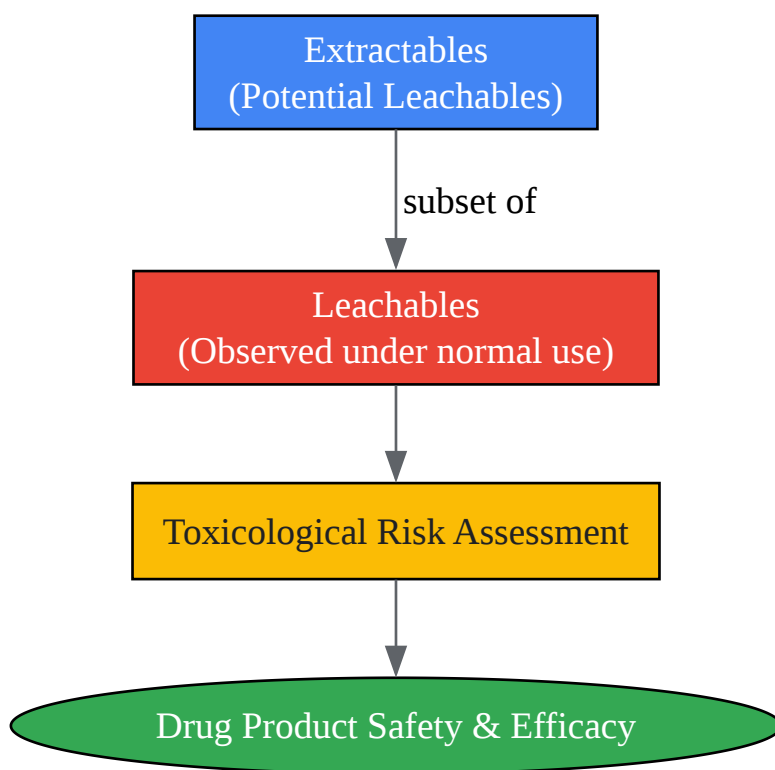 Extractables
(Potential Leachables)
subset of
Leachables
(Observed under normal use)
Toxicological Risk Assessment
Drug Product Safety & Efficacy